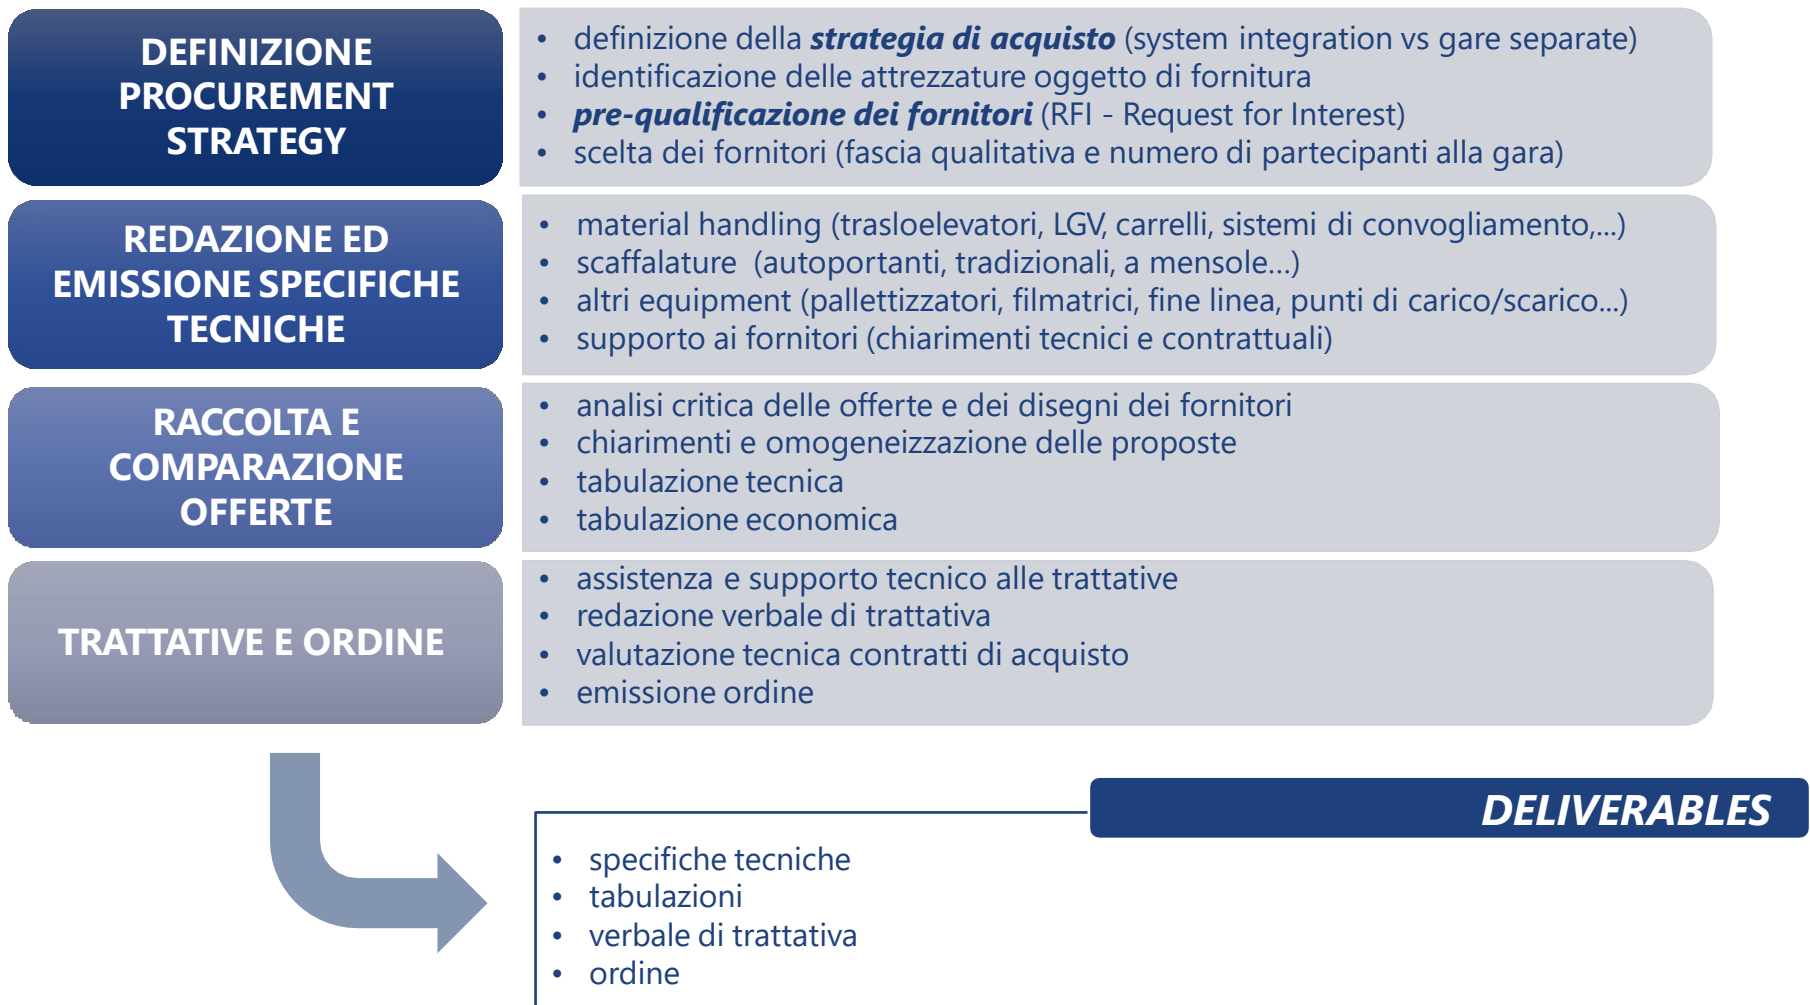 DEFINIZIONE
PROCUREMENT
STRATEGY
• definizione della strategia di acquisto (system integration vs gare separate)
• identificazione delle attrezzature oggetto di fornitura
• pre-qualificazione dei fornitori (RFI - Request for Interest)
• scelta dei fornitori (fascia qualitativa e numero di partecipanti alla gara)
REDAZIONE ED
EMISSIONE SPECIFICHE
TECNICHE
• material handling (trasloelevatori, LGV, carrelli, sistemi di convogliamento,...)
• scaffalature (autoportanti, tradizionali, a mensole...)
• altri equipment (pallettizzatori, filmatrici, fine linea, punti di carico/scarico...)
• supporto ai fornitori (chiarimenti tecnici e contrattuali)
RACCOLTA E
COMPARAZIONE
OFFERTE
• analisi critica delle offerte e dei disegni dei fornitori
• chiarimenti e omogeneizzazione delle proposte
• tabulazione tecnica
• tabulazione economica
TRATTATIVE E ORDINE
• assistenza e supporto tecnico alle trattative
• redazione verbale di trattativa
• valutazione tecnica contratti di acquisto
• emissione ordine
DELIVERABLES
• specifiche tecniche
• tabulazioni
• verbale di trattativa
• ordine